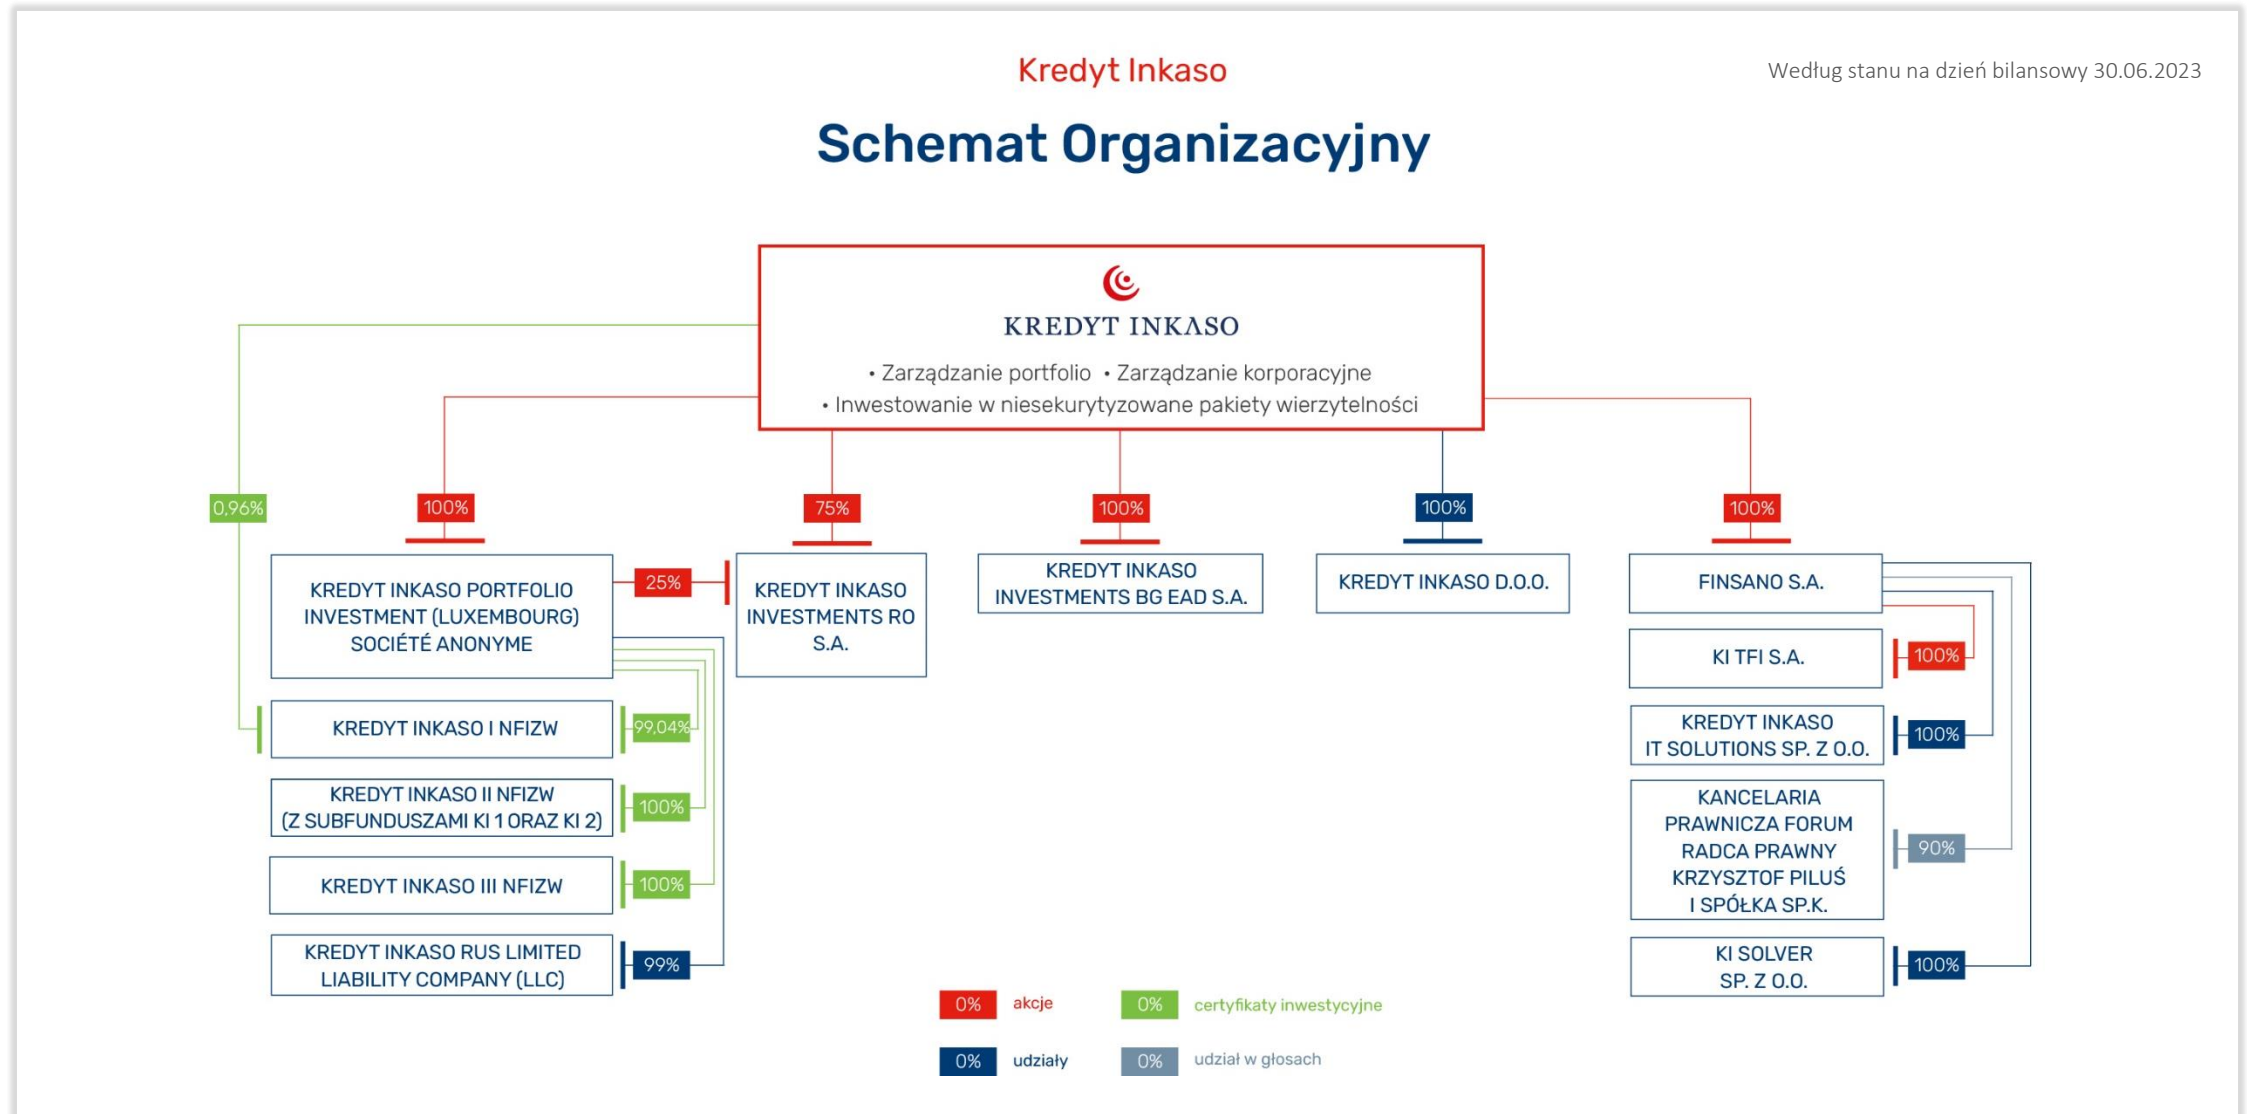 Kredyt Inkaso
Według stanu na dzień bilansowy 30.06.2023
Schemat Organizacyjny
KREDYT INKASO
• Zarządzanie portfolio • Zarządzanie korporacyjne
• Inwestowanie w niesekurytyzowane pakiety wierzytelności
0,96%
100%
75%
100%
100%
100%
KREDYT INKASO PORTFOLIO
INVESTMENT (LUXEMBOURG)
SOCIÉTÉ ANONYME
25%
KREDYT INKASO
INVESTMENTS RO
S.A.
KREDYT INKASO
INVESTMENTS BG EAD S.A.
KREDYT INKASO D.O.O.
FINSANO S.A.
KREDYT INKASO I NFIZW
99,04%
KREDYT INKASO II NFIZW
(Z SUBFUNDUSZAMI KI 1 ORAZ KI 2)
100%
KREDYT INKASO III NFIZW
100%
KREDYT INKASO RUS LIMITED
LIABILITY COMPANY (LLC)
99%
KI TFI S.A.
100%
KREDYT INKASO
IT SOLUTIONS SP. Z O.O.
100%
KANCELARIA
PRAWNICZA FORUM
RADCA PRAWNY
KRZYSZTOF PILUŚ
I SPÓŁKA SP.K.
90%
KI SOLVER
SP. Z O.O.
100%
0% akcje
0% certyfikaty inwestycyjne
0% udziały
0% udział w głosach